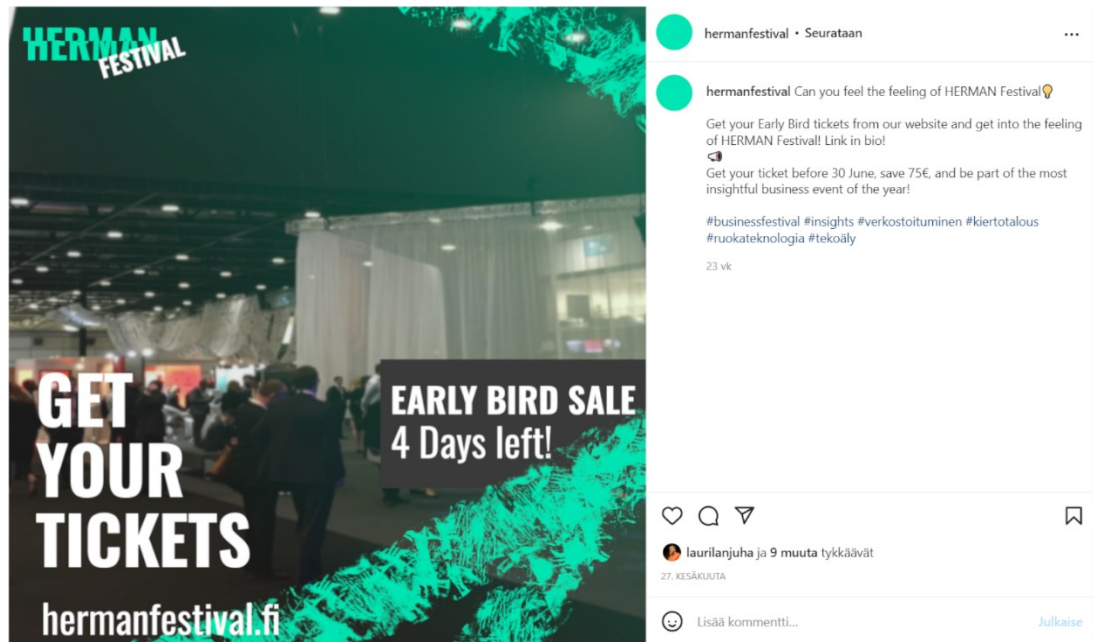 HERMAN
FESTIVAL
GET
YOUR
TICKETS
hermanfestival.fi
EARLY BIRD SALE
4 Days left!
hermanfestival • Seurataan
hermanfestival Can you feel the feeling of HERMAN Festival💡
Get your Early Bird tickets from our website and get into the feeling
of HERMAN Festival! Link in bio!
📢
Get your ticket before 30 June, save 75€, and be part of the most
insightful business event of the year!
#businessfestival #insights #verkostoituminen #kiertotalous
#ruokateknologia #tekoäly
23 vk
laurilanjuha ja 9 muuta tykkäävät
27. KESÄKUUTA
Lisää kommentti...
Julkaise